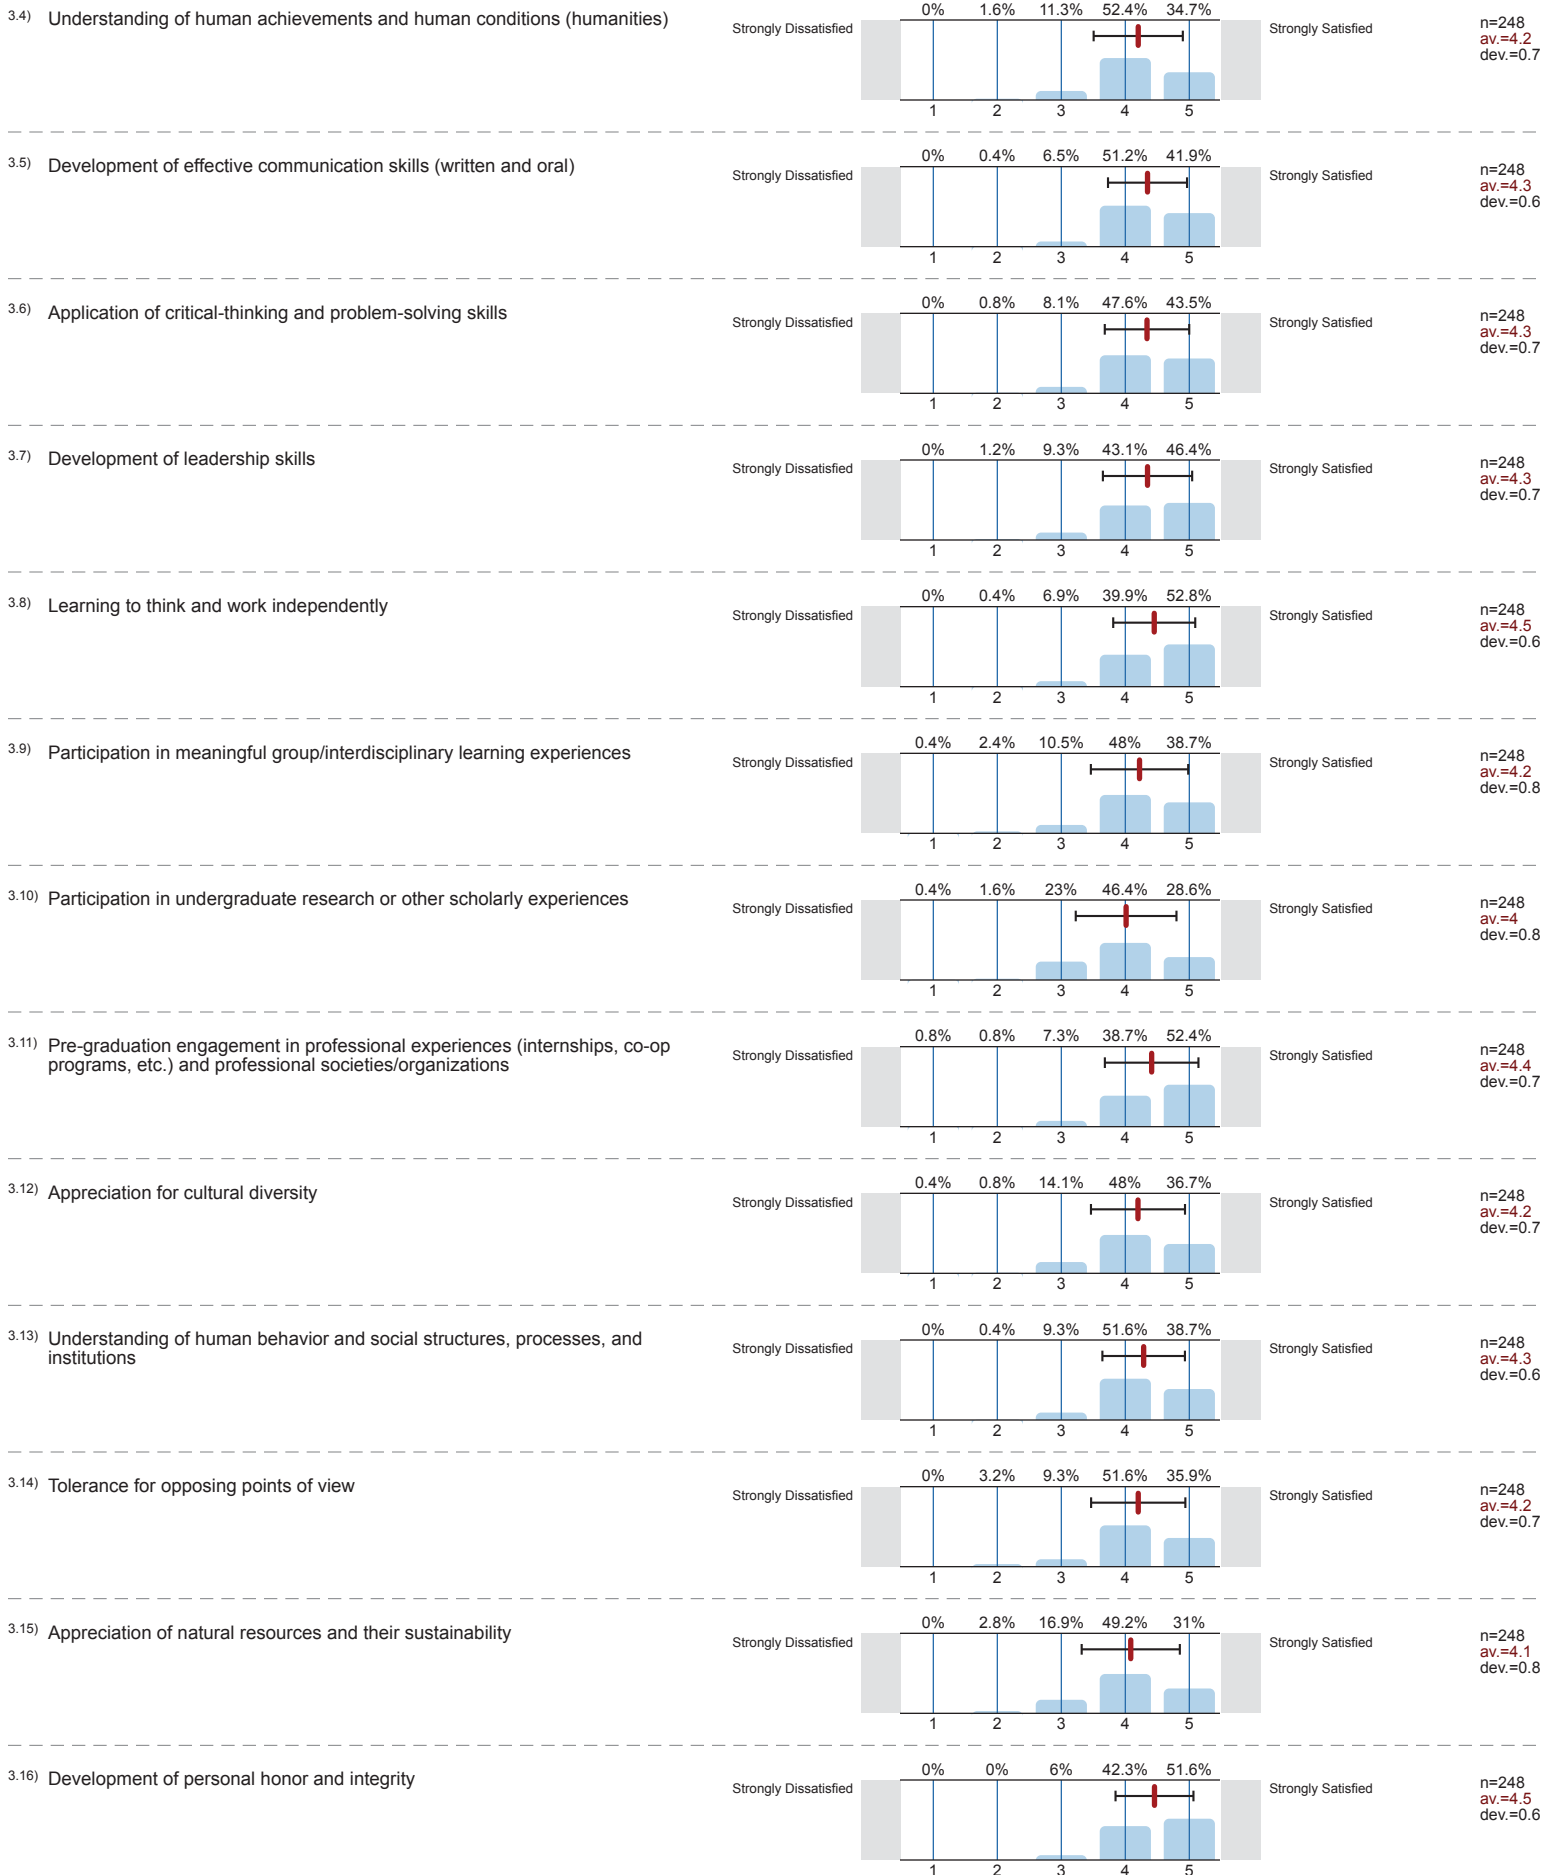 3.4) Understanding of human achievements and human conditions (humanities)
0% 1.6% 11.3% 52.4% 34.7%
Strongly Dissatisfied Strongly Satisfied
n=248
av.=4.2
dev.=0.7
1 2 3 4 5
3.5) Development of effective communication skills (written and oral)
0% 0.4% 6.5% 51.2% 41.9%
Strongly Dissatisfied Strongly Satisfied
n=248
av.=4.3
dev.=0.6
1 2 3 4 5
3.6) Application of critical-thinking and problem-solving skills
0% 0.8% 8.1% 47.6% 43.5%
Strongly Dissatisfied Strongly Satisfied
n=248
av.=4.3
dev.=0.7
1 2 3 4 5
3.7) Development of leadership skills
0% 1.2% 9.3% 43.1% 46.4%
Strongly Dissatisfied Strongly Satisfied
n=248
av.=4.3
dev.=0.7
1 2 3 4 5
3.8) Learning to think and work independently
0% 0.4% 6.9% 39.9% 52.8%
Strongly Dissatisfied Strongly Satisfied
n=248
av.=4.5
dev.=0.6
1 2 3 4 5
3.9) Participation in meaningful group/interdisciplinary learning experiences
0.4% 2.4% 10.5% 48% 38.7%
Strongly Dissatisfied Strongly Satisfied
n=248
av.=4.2
dev.=0.8
1 2 3 4 5
3.10) Participation in undergraduate research or other scholarly experiences
0.4% 1.6% 23% 46.4% 28.6%
Strongly Dissatisfied Strongly Satisfied
n=248
av.=4
dev.=0.8
1 2 3 4 5
3.11) Pre-graduation engagement in professional experiences (internships, co-op
programs, etc.) and professional societies/organizations
0.8% 0.8% 7.3% 38.7% 52.4%
Strongly Dissatisfied Strongly Satisfied
n=248
av.=4.4
dev.=0.7
1 2 3 4 5
3.12) Appreciation for cultural diversity
0.4% 0.8% 14.1% 48% 36.7%
Strongly Dissatisfied Strongly Satisfied
n=248
av.=4.2
dev.=0.7
1 2 3 4 5
3.13) Understanding of human behavior and social structures, processes, and
institutions
0% 0.4% 9.3% 51.6% 38.7%
Strongly Dissatisfied Strongly Satisfied
n=248
av.=4.3
dev.=0.6
1 2 3 4 5
3.14) Tolerance for opposing points of view
0% 3.2% 9.3% 51.6% 35.9%
Strongly Dissatisfied Strongly Satisfied
n=248
av.=4.2
dev.=0.7
1 2 3 4 5
3.15) Appreciation of natural resources and their sustainability
0% 2.8% 16.9% 49.2% 31%
Strongly Dissatisfied Strongly Satisfied
n=248
av.=4.1
dev.=0.8
1 2 3 4 5
3.16) Development of personal honor and integrity
0% 0% 6% 42.3% 51.6%
Strongly Dissatisfied Strongly Satisfied
n=248
av.=4.5
dev.=0.6
1 2 3 4 5